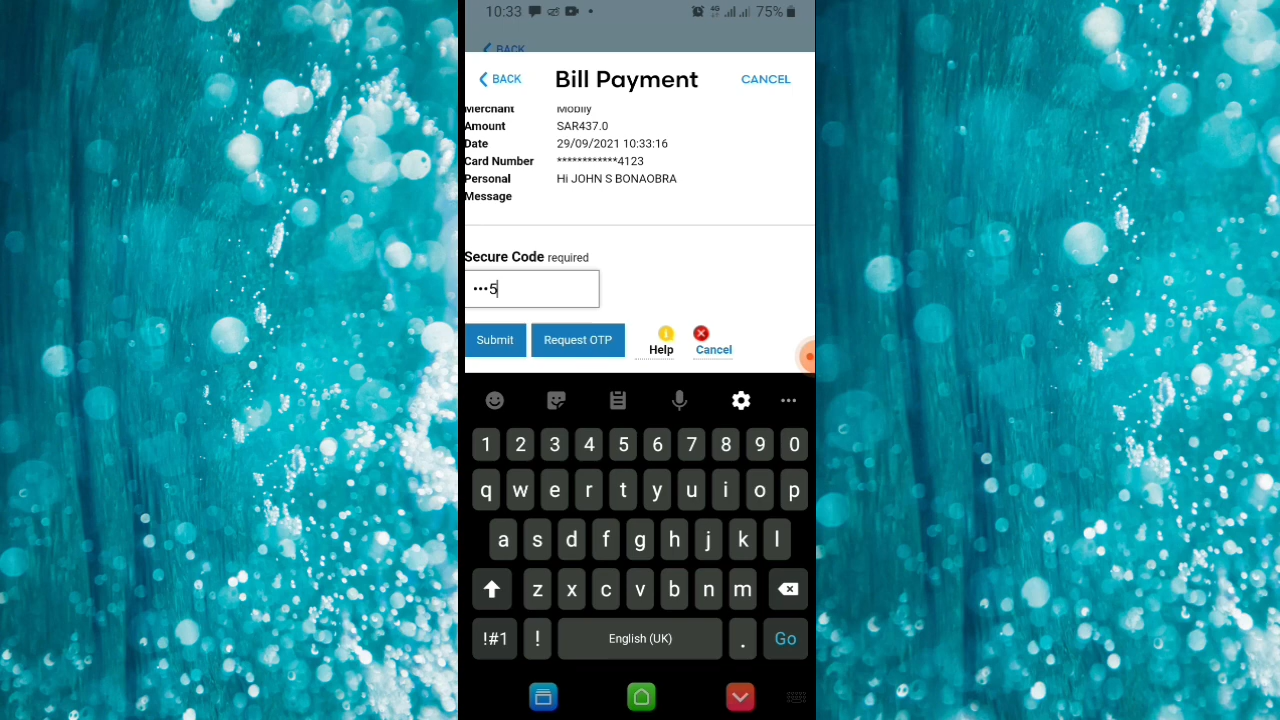 10:33 75%
BACK
BACK Bill Payment CANCEL
Merchant Mobily
Amount SAR437.0
Date 29/09/2021 10:33:16
Card Number ************4123
Personal Hi JOHN S BONAOBRA
Message
Secure Code required
•••5
Submit Request OTP Help Cancel
1 2 3 4 5 6 7 8 9 0
q w e r t y u i o p
a s d f g h j k l
z x c v b n m
!#1 ! English (UK) . Go